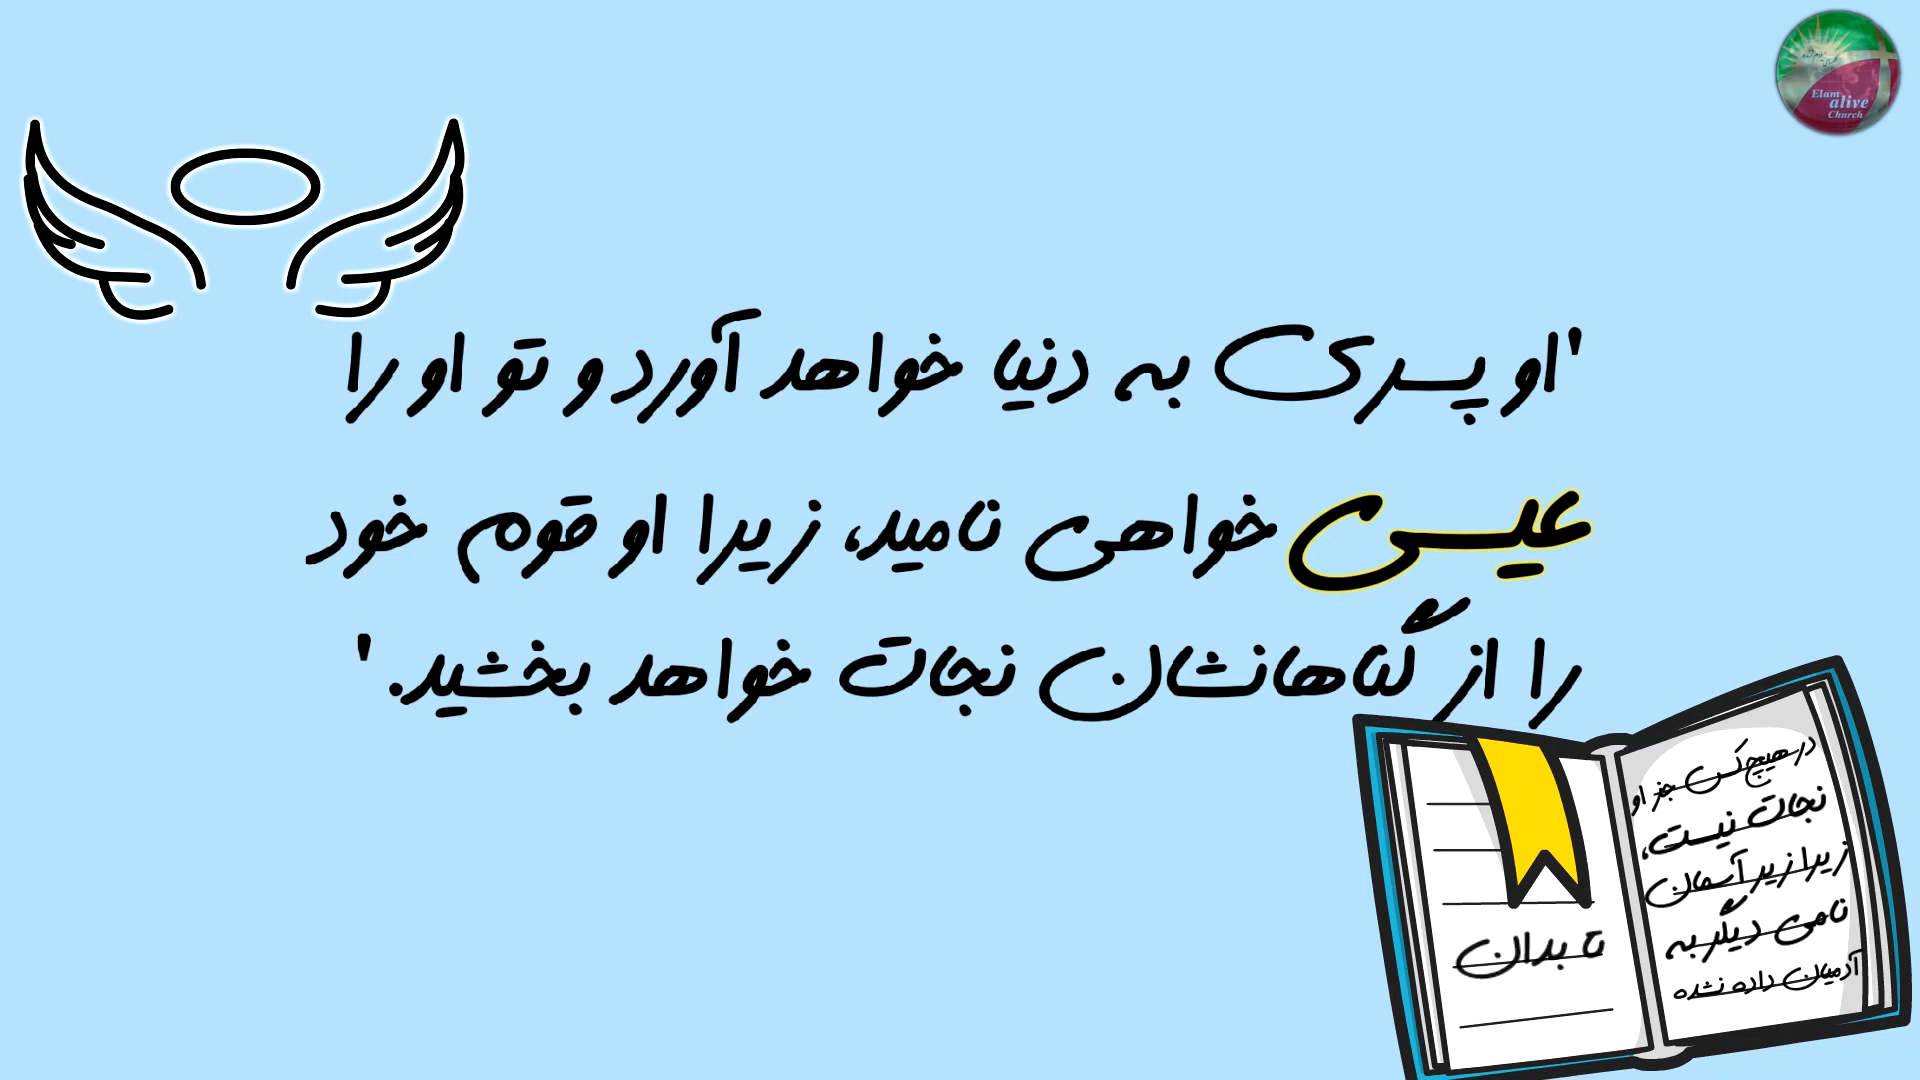 'او پسری به دنیا خواهد آورد و تو او را
عیسی خواهی نامید، زیرا او قوم خود
را از گناهانشان نجات خواهد بخشید. '
در هیچ کس جز او
نجات نیست،
زیرا زیر آسمان
نامی دیگر به
آدمیان داده نشده
تا بدان
Elam
alive
Church